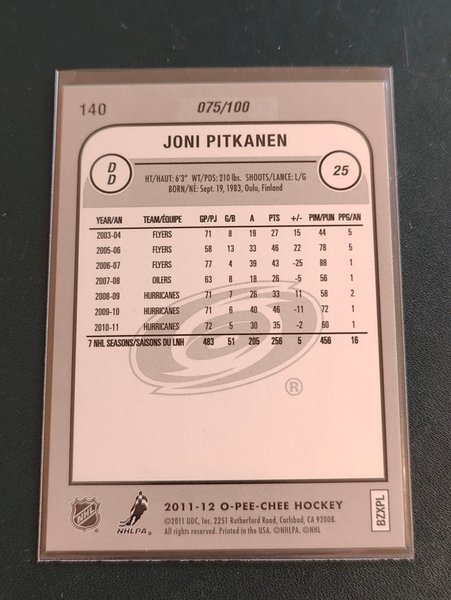 140 075/100
JONI PITKANEN
D
D
HT/HAUT: 6'3" WT/PDS: 210 lbs. SHOOTS/LANCE: L/G
BORN/NÉ: Sept. 19, 1983, Oulu, Finland
25
YEAR/AN TEAM/ÉQUIPE GP/PJ G/B A PTS +/- PIM/PUN PPG/AN
2003-04 FLYERS 71 8 19 27 15 44 5
2005-06 FLYERS 58 13 33 46 22 78 5
2006-07 FLYERS 77 4 39 43 -25 88 1
2007-08 OILERS 63 8 18 26 -5 56 1
2008-09 HURRICANES 71 7 26 33 11 58 2
2009-10 HURRICANES 71 6 40 46 -11 72 1
2010-11 HURRICANES 72 5 30 35 -2 60 1
7 NHL SEASONS/SAISONS DU LNH 483 51 205 256 5 456 16
®
NHL
NHLPA
2011-12 O-PEE-CHEE HOCKEY
©2011 UDC, Inc. 2251 Rutherford Road, Carlsbad, CA 92008.
All rights reserved. Printed in the USA. ©NHLPA. ©NHL
BZXPL